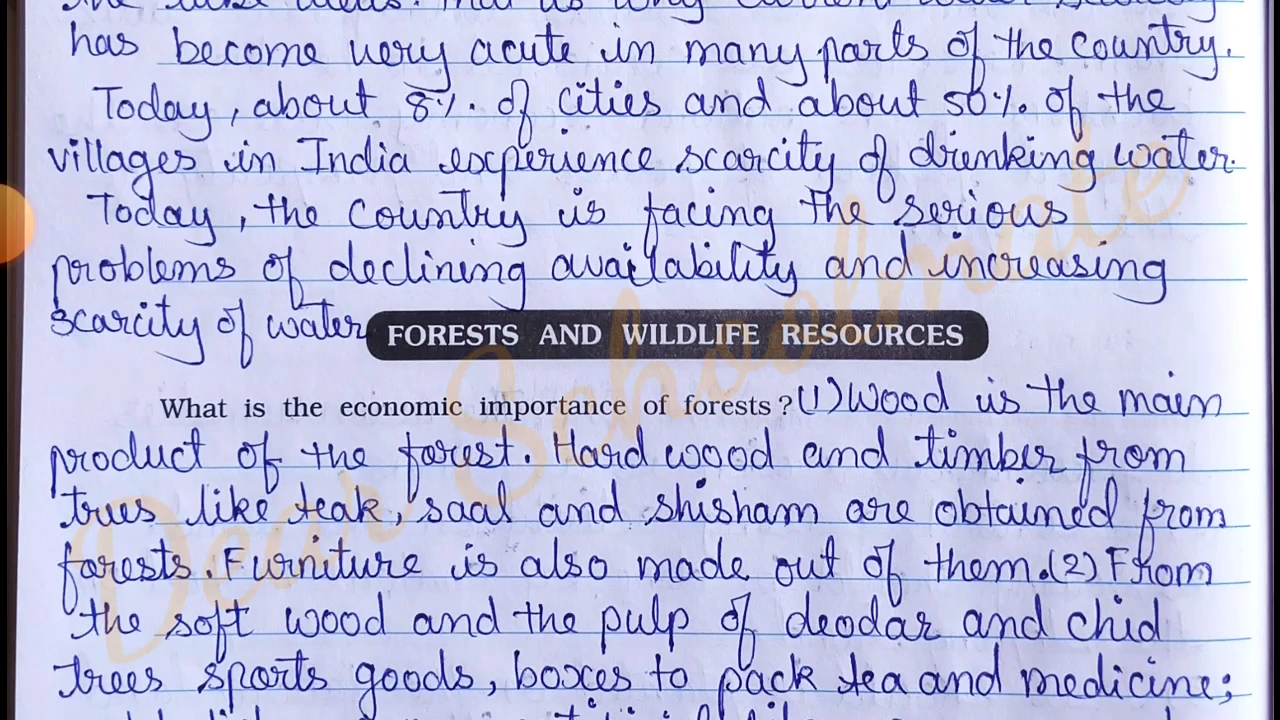 has become very acute in many parts of the country.
Today, about 8%. of cities and about 50%. of the
villages in India experience scarcity of drinking water.
Today, the country is facing the serious
problems of declining availability and increasing
scarcity of water
FORESTS AND WILDLIFE RESOURCES
What is the economic importance of forests? (1) Wood is the main
product of the forest. Hard wood and timber from
trees like teak, saal and shisham are obtained from
forests. Furniture is also made out of them. (2) From
the soft wood and the pulp of deodar and chid
trees sports goods, boxes to pack tea and medicine;
Dear Schoolmate